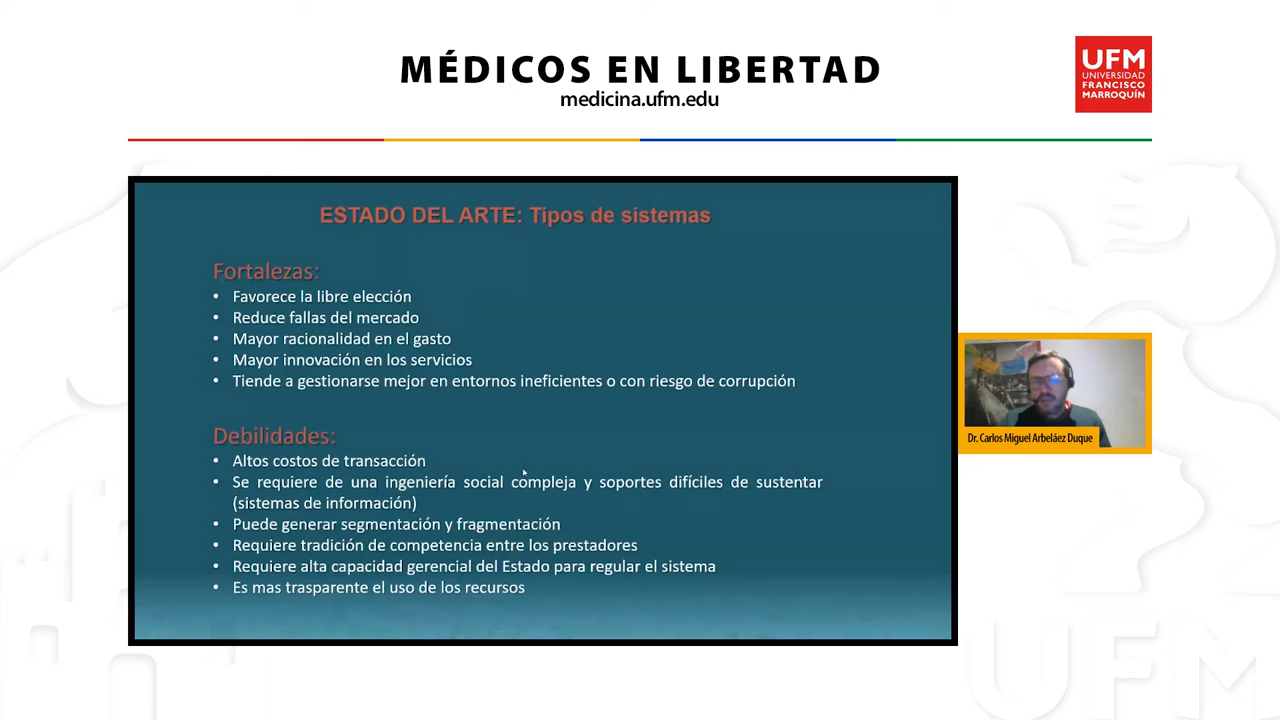 MÉDICOS EN LIBERTAD
medicina.ufm.edu
UFM
UNIVERSIDAD
FRANCISCO
MARROQUÍN
ESTADO DEL ARTE: Tipos de sistemas
Fortalezas:
• Favorece la libre elección
• Reduce fallas del mercado
• Mayor racionalidad en el gasto
• Mayor innovación en los servicios
• Tiende a gestionarse mejor en entornos ineficientes o con riesgo de corrupción
Debilidades:
• Altos costos de transacción
• Se requiere de una ingeniería social compleja y soportes difíciles de sustentar
(sistemas de información)
• Puede generar segmentación y fragmentación
• Requiere tradición de competencia entre los prestadores
• Requiere alta capacidad gerencial del Estado para regular el sistema
• Es mas trasparente el uso de los recursos
Dr. Carlos Miguel Arbeláez Duque
UFM